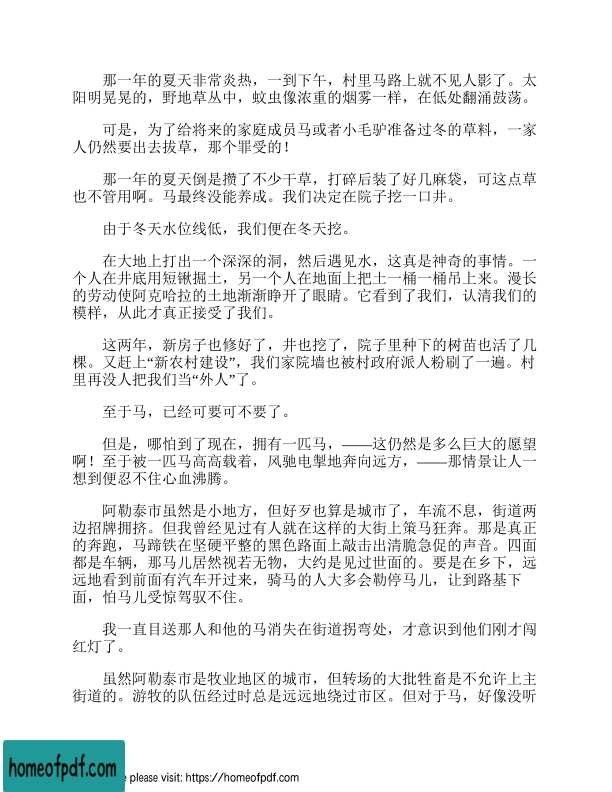 那一年的夏天非常炎热，一到下午，村里马路上就不见人影了。太
阳明晃晃的，野地草丛中，蚊虫像浓重的烟雾一样，在低处翻涌鼓荡。
可是，为了给将来的家庭成员马或者小毛驴准备过冬的草料，一家
人仍然要出去拔草，那个罪受的！
那一年的夏天倒是攒了不少干草，打碎后装了好几麻袋，可这点草
也不管用啊。马最终没能养成。我们决定在院子挖一口井。
由于冬天水位线低，我们便在冬天挖。
在大地上打出一个深深的洞，然后遇见水，这真是神奇的事情。一
个人在井底用短锹掘土，另一个人在地面上把土一桶一桶吊上来。漫长
的劳动使阿克哈拉的土地渐渐睁开了眼睛。它看到了我们，认清我们的
模样，从此才真正接受了我们。
这两年，新房子也修好了，井也挖了，院子里种下的树苗也活了几
棵。又赶上“新农村建设”，我们家院墙也被村政府派人粉刷了一遍。村
里再没人把我们当“外人”了。
至于马，已经可要可不要了。
但是，哪怕到了现在，拥有一匹马，——这仍然是多么巨大的愿望
啊！至于被一匹马高高载着，风驰电掣地奔向远方，——那情景让人一
想到便忍不住心血沸腾。
阿勒泰市虽然是小地方，但好歹也算是城市了，车流不息，街道两
边招牌拥挤。但我曾经见过有人就在这样的大街上策马狂奔。那是真正
的奔跑，马蹄铁在坚硬平整的黑色路面上敲击出清脆急促的声音。四面
都是车辆，那马儿居然视若无物，大约是见过世面的。要是在乡下，远
远地看到前面有汽车开过来，骑马的人大多会勒停马儿，让到路基下
面，怕马儿受惊驾驭不住。
我一直目送那人和他的马消失在街道拐弯处，才意识到他们刚才闯
红灯了。
虽然阿勒泰市是牧业地区的城市，但转场的大批牲畜是不允许上主
街道的。游牧的队伍经过时总是远远地绕过市区。但对于马，好像没听
homeofpdf.com
e please visit: https://homeofpdf.com